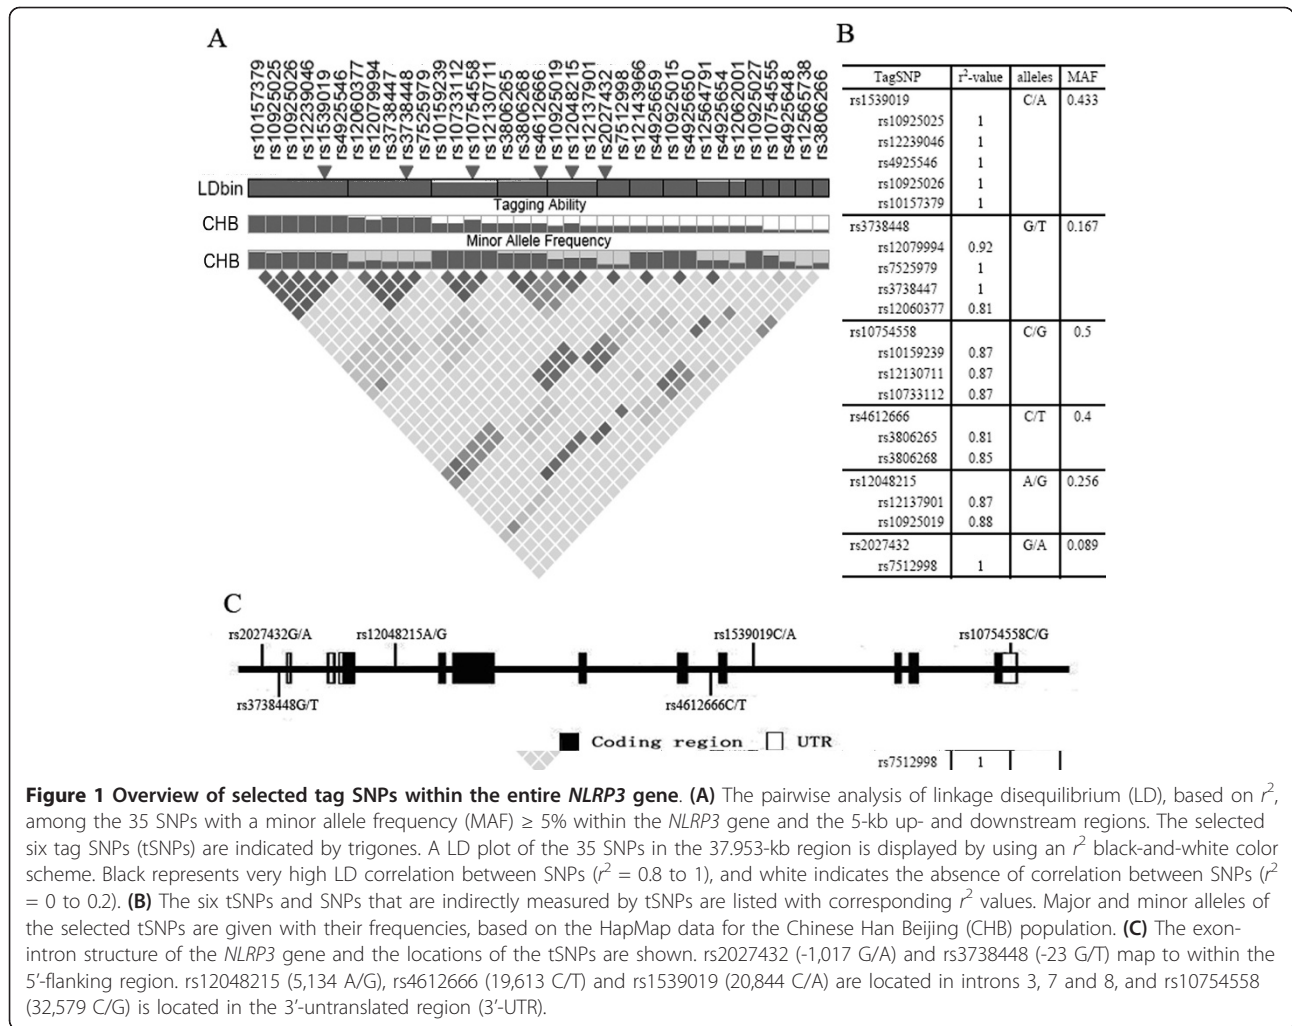 A
rs10157379
rs10925025
rs10925026
rs12239046
rs1539019
rs4925546
rs12060377
rs12079994
rs3738447
rs3738448
rs7525979
rs10159239
rs10733112
rs10754558
rs12130711
rs3806265
rs3806268
rs4612666
rs10925019
rs12048215
rs12137901
rs2027432
rs7512998
rs12143966
rs4925659
rs10925015
rs4925650
rs12564791
rs4925654
rs12062001
rs10925027
rs10754555
rs4925648
rs12565738
rs3806266
LDbin
Tagging Ability
CHB
Minor Allele Frequency
CHB
B
TagSNP r²-value alleles MAF
rs1539019 C/A 0.433
rs10925025 1
rs12239046 1
rs4925546 1
rs10925026 1
rs10157379 1
rs3738448 G/T 0.167
rs12079994 0.92
rs7525979 1
rs3738447 1
rs12060377 0.81
rs10754558 C/G 0.5
rs10159239 0.87
rs12130711 0.87
rs10733112 0.87
rs4612666 C/T 0.4
rs3806265 0.81
rs3806268 0.85
rs12048215 A/G 0.256
rs12137901 0.87
rs10925019 0.88
rs2027432 G/A 0.089
rs7512998 1
C
rs2027432G/A rs12048215A/G rs1539019C/A rs10754558C/G
rs3738448G/T rs4612666C/T
Coding region UTR
rs7512998 1
Figure 1 Overview of selected tag SNPs within the entire NLRP3 gene. (A) The pairwise analysis of linkage disequilibrium (LD), based on r²,
among the 35 SNPs with a minor allele frequency (MAF) ≥ 5% within the NLRP3 gene and the 5-kb up- and downstream regions. The selected
six tag SNPs (tSNPs) are indicated by trigones. A LD plot of the 35 SNPs in the 37.953-kb region is displayed by using an r² black-and-white color
scheme. Black represents very high LD correlation between SNPs (r² = 0.8 to 1), and white indicates the absence of correlation between SNPs (r²
= 0 to 0.2). (B) The six tSNPs and SNPs that are indirectly measured by tSNPs are listed with corresponding r² values. Major and minor alleles of
the selected tSNPs are given with their frequencies, based on the HapMap data for the Chinese Han Beijing (CHB) population. (C) The exon-
intron structure of the NLRP3 gene and the locations of the tSNPs are shown. rs2027432 (-1,017 G/A) and rs3738448 (-23 G/T) map to within the
5’-flanking region. rs12048215 (5,134 A/G), rs4612666 (19,613 C/T) and rs1539019 (20,844 C/A) are located in introns 3, 7 and 8, and rs10754558
(32,579 C/G) is located in the 3’-untranslated region (3’-UTR).